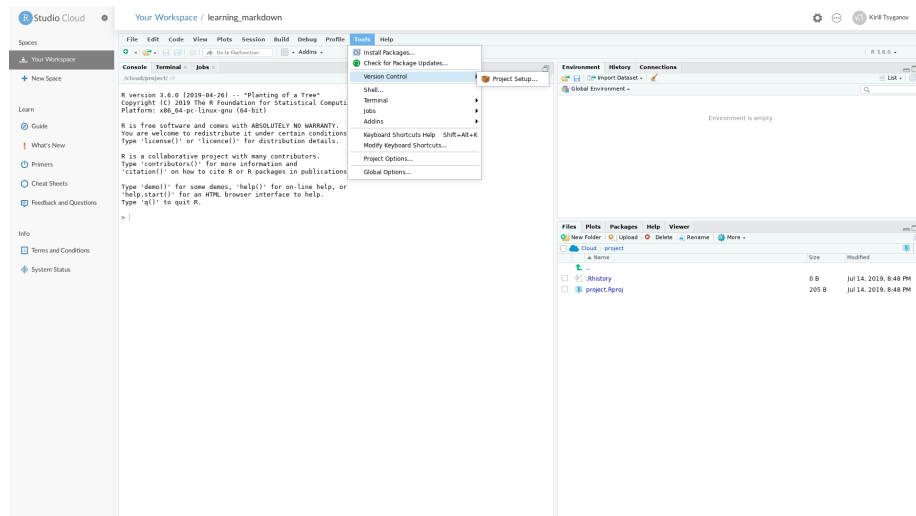 R Studio Cloud
Your Workspace / learning_markdown
KT Kirill Tsyganov
Spaces
Your Workspace
New Space
Learn
Guide
What's New
Primers
Cheat Sheets
Feedback and Questions
Info
Terms and Conditions
System Status
File Edit Code View Plots Session Build Debug Profile Tools Help
Go to file/function Addins
R 3.6.0
Console Terminal Jobs
/cloud/project/
R version 3.6.0 (2019-04-26) -- "Planting of a Tree"
Copyright (C) 2019 The R Foundation for Statistical Computi
Platform: x86_64-pc-linux-gnu (64-bit)
R is free software and comes with ABSOLUTELY NO WARRANTY.
You are welcome to redistribute it under certain conditions
Type 'license()' or 'licence()' for distribution details.
R is a collaborative project with many contributors.
Type 'contributors()' for more information and
'citation()' on how to cite R or R packages in publications
Type 'demo()' for some demos, 'help()' for on-line help, or
'help.start()' for an HTML browser interface to help.
Type 'q()' to quit R.
>
Install Packages...
Check for Package Updates...
Version Control
Project Setup...
Shell...
Terminal
Jobs
Addins
Keyboard Shortcuts Help Shift+Alt+K
Modify Keyboard Shortcuts...
Project Options...
Global Options...
Environment History Connections
Import Dataset
List
Global Environment
Environment is empty
Files Plots Packages Help Viewer
New Folder Upload Delete Rename More
Cloud project
Name Size Modified
..
.Rhistory 0 B Jul 14, 2019, 8:48 PM
project.Rproj 205 B Jul 14, 2019, 8:48 PM